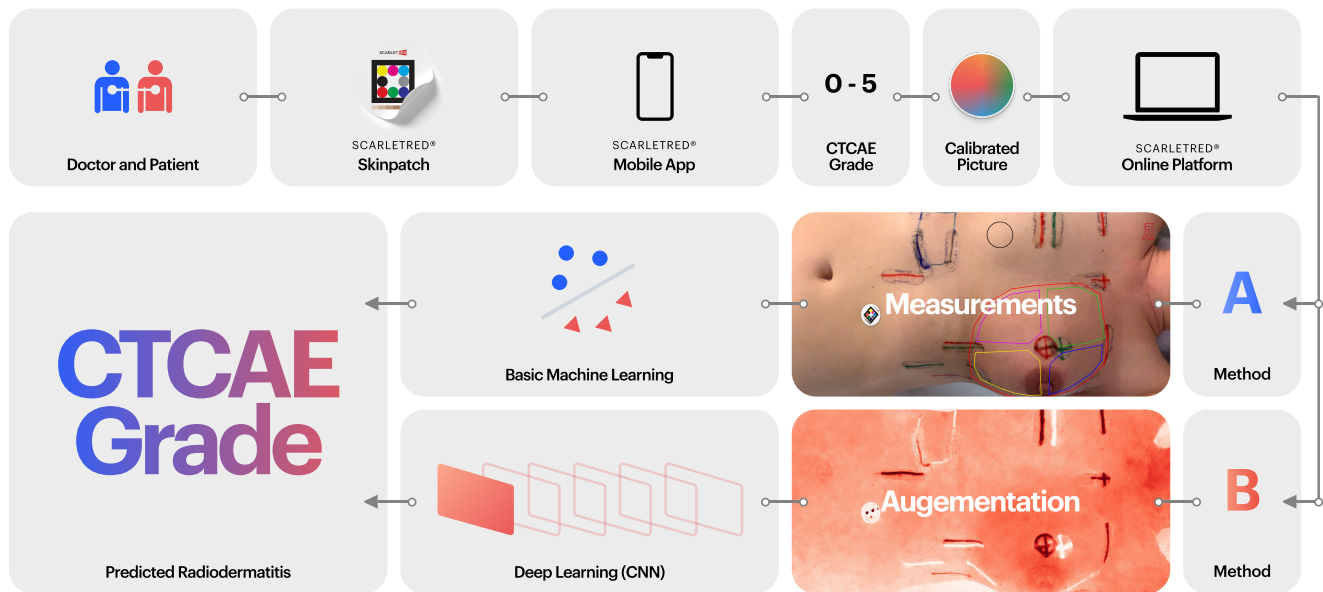 SCARLETRED
0 - 5
SCARLETRED®
SCARLETRED®
SCARLETRED®
Doctor and Patient
Skinpatch
Mobile App
CTCAE
Grade
Calibrated
Picture
Online Platform
CTCAE
Grade
Predicted Radiodermatitis
Basic Machine Learning
Measurements
A
Method
Deep Learning (CNN)
Augementation
B
Method